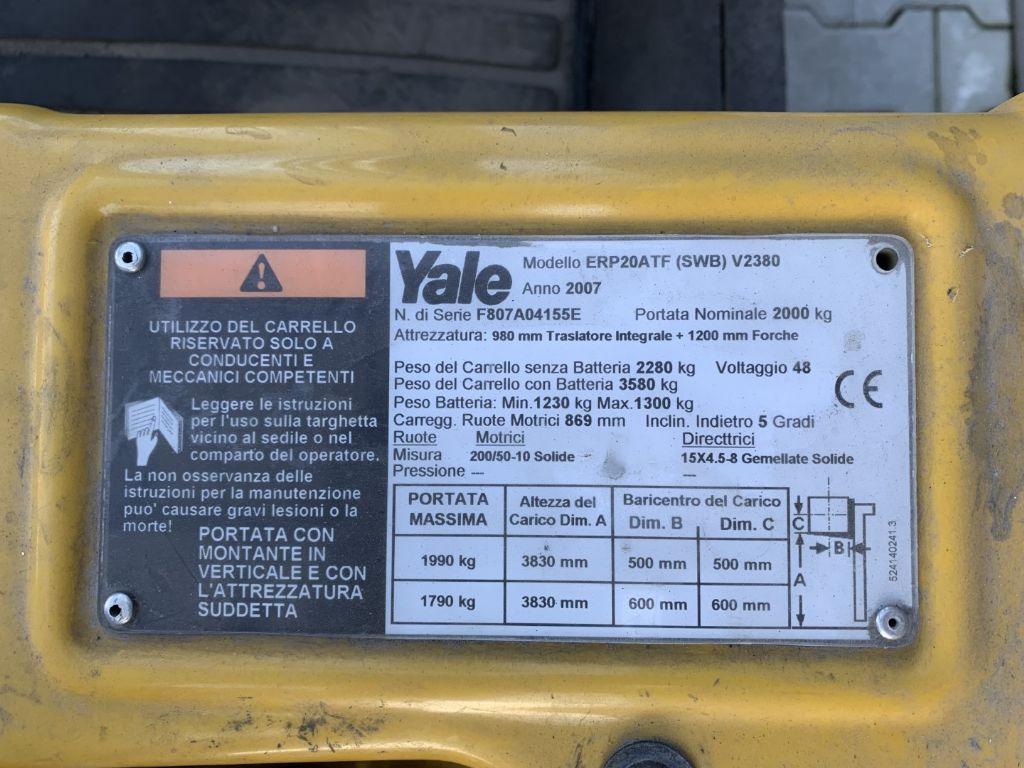 UTILIZZO DEL CARRELLO
RISERVATO SOLO A
CONDUCENTI E
MECCANICI COMPETENTI
Leggere le istruzioni
per l'uso sulla targhetta
vicino al sedile o nel
comparto del operatore.
La non osservanza delle
istruzioni per la manutenzione
puo' causare gravi lesioni o la
morte!
PORTATA CON
MONTANTE IN
VERTICALE E CON
L'ATTREZZATURA
SUDDETTA
Yale
Modello ERP20ATF (SWB) V2380
Anno 2007
N. di Serie F807A04155E Portata Nominale 2000 kg
Attrezzatura: 980 mm Traslatore Integrale + 1200 mm Forche
Peso del Carrello senza Batteria 2280 kg Voltaggio 48
Peso del Carrello con Batteria 3580 kg
Peso Batteria: Min.1230 kg Max.1300 kg
Carregg. Ruote Motrici 869 mm Inclin. Indietro 5 Gradi
Ruote Motrici Directtrici
Misura 200/50-10 Solide 15X4.5-8 Gemellate Solide
Pressione --- ---
CE
PORTATA MASSIMA Altezza del Carico Dim. A Baricentro del Carico
Dim. B Dim. C
1990 kg 3830 mm 500 mm 500 mm
1790 kg 3830 mm 600 mm 600 mm
C
B
A
524140241.3